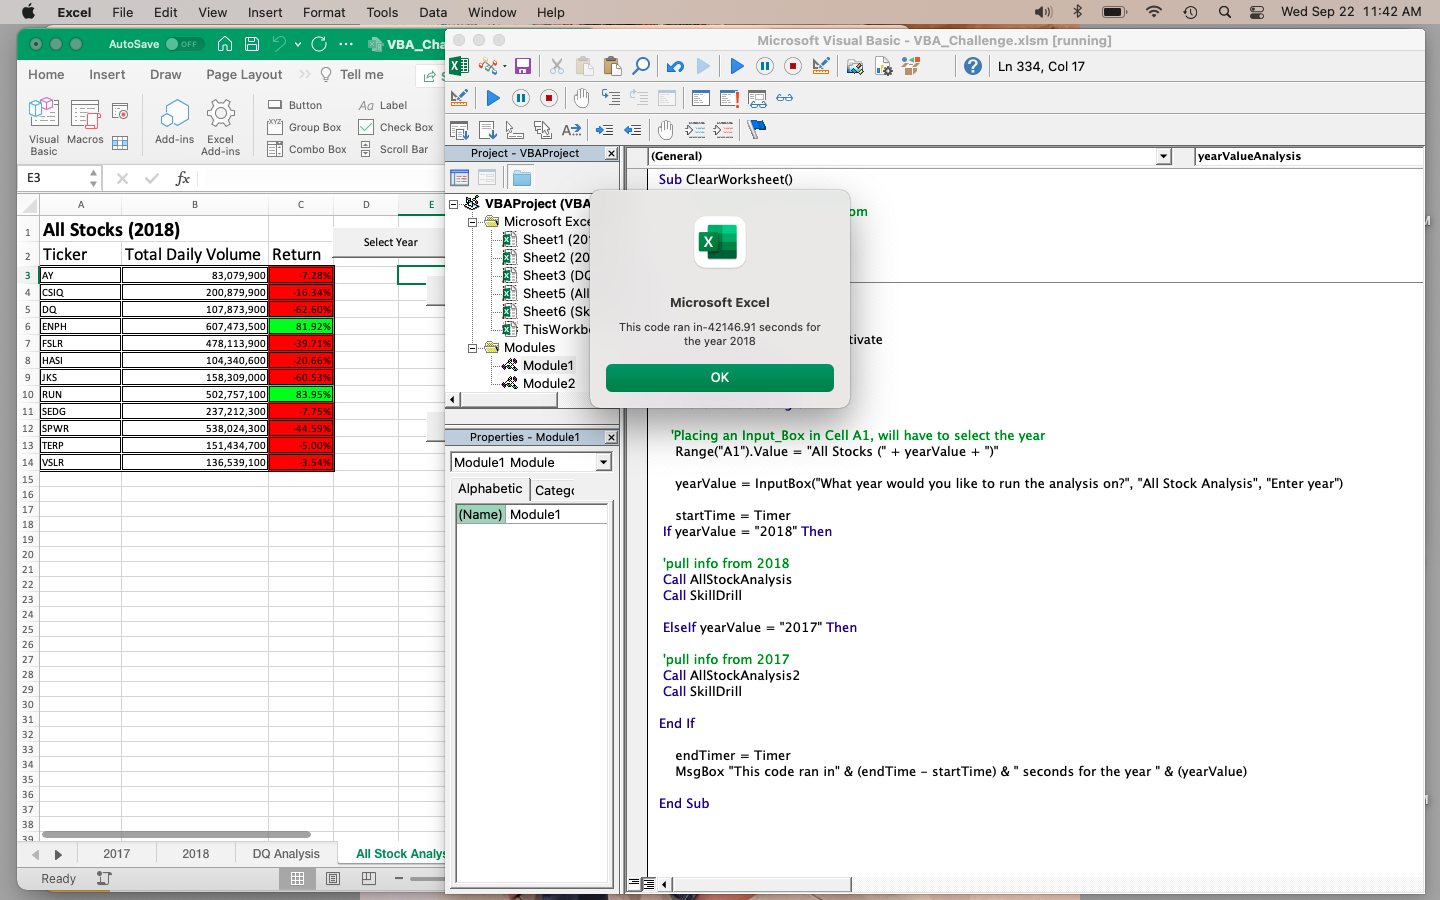 Excel File Edit View Insert Format Tools Data Window Help Wed Sep 22 11:42 AM
AutoSave OFF VBA_Cha
Home Insert Draw Page Layout Tell me
Visual Basic
Macros
Add-ins
Excel Add-ins
Button
Group Box
Combo Box
Aa Label
Check Box
Scroll Bar
E3 fx
A B C D E
1 All Stocks (2018)
Select Year
2 Ticker Total Daily Volume Return
3 AY 83,079,900 -7.28%
4 CSIQ 200,879,900 -16.34%
5 DQ 107,873,900 -62.60%
6 ENPH 607,473,500 81.92%
7 FSLR 478,113,900 -39.71%
8 HASI 104,340,600 -20.66%
9 JKS 158,309,000 -60.53%
10 RUN 502,757,100 83.95%
11 SEDG 237,212,300 -7.75%
12 SPWR 538,024,300 -44.59%
13 TERP 151,434,700 -5.00%
14 VSLR 136,539,100 -3.54%
15
16
17
18
19
20
21
22
23
24
25
26
27
28
29
30
31
32
33
34
35
36
37
38
39
2017 2018 DQ Analysis All Stock Analys
Ready
Microsoft Visual Basic - VBA_Challenge.xlsm [running]
Ln 334, Col 17
Project - VBAProject
VBAProject (VBA
Microsoft Exce
Sheet1 (20
Sheet2 (20
Sheet3 (DQ
Sheet5 (All
Sheet6 (Sk
ThisWorkb
Modules
Module1
Module2
Properties - Module1
Module1 Module
Alphabetic Catego
(Name) Module1
(General) yearValueAnalysis
Sub ClearWorksheet()
om
tivate
Microsoft Excel
This code ran in-42146.91 seconds for
the year 2018
OK
'Placing an Input_Box in Cell A1, will have to select the year
Range("A1").Value = "All Stocks (" + yearValue + ")"
yearValue = InputBox("What year would you like to run the analysis on?", "All Stock Analysis", "Enter year")
startTime = Timer
If yearValue = "2018" Then
'pull info from 2018
Call AllStockAnalysis
Call SkillDrill
ElseIf yearValue = "2017" Then
'pull info from 2017
Call AllStockAnalysis2
Call SkillDrill
End If
endTimer = Timer
MsgBox "This code ran in" & (endTime - startTime) & " seconds for the year " & (yearValue)
End Sub